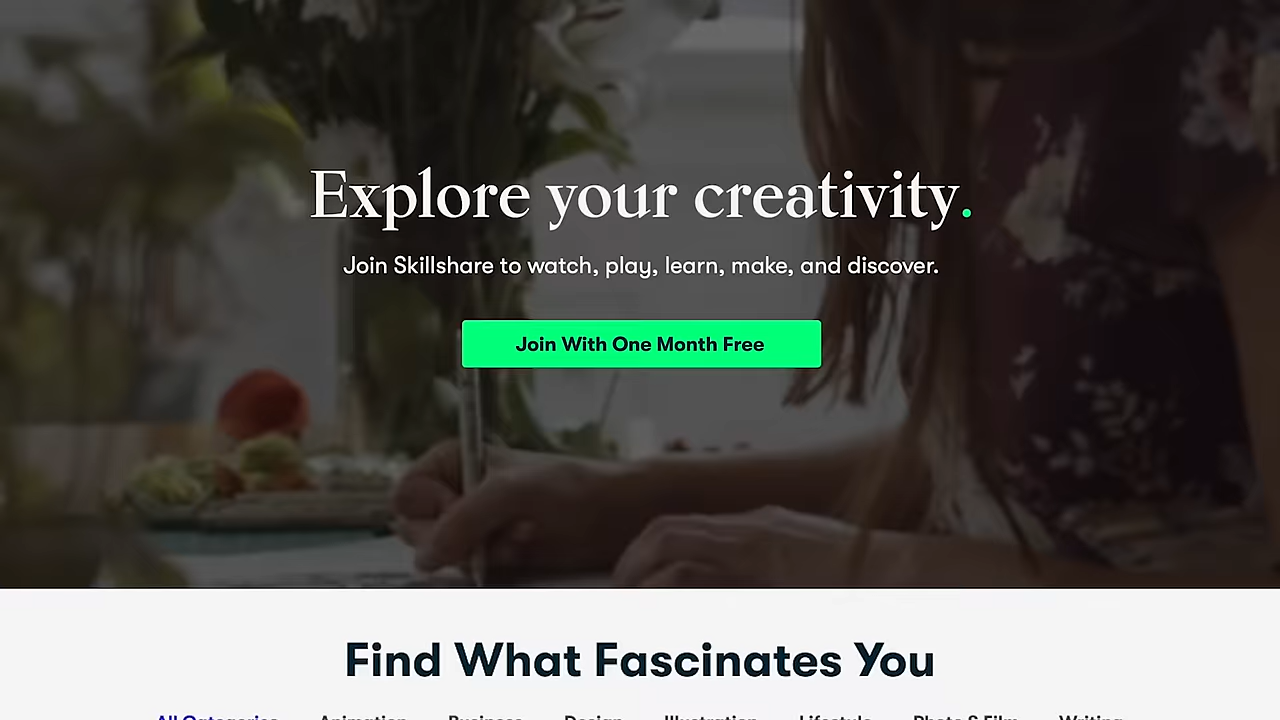 Explore your creativity.
Join Skillshare to watch, play, learn, make, and discover.
Join With One Month Free
Find What Fascinates You
All Categories Animation Business Design Illustration Lifestyle Photo & Film Writing